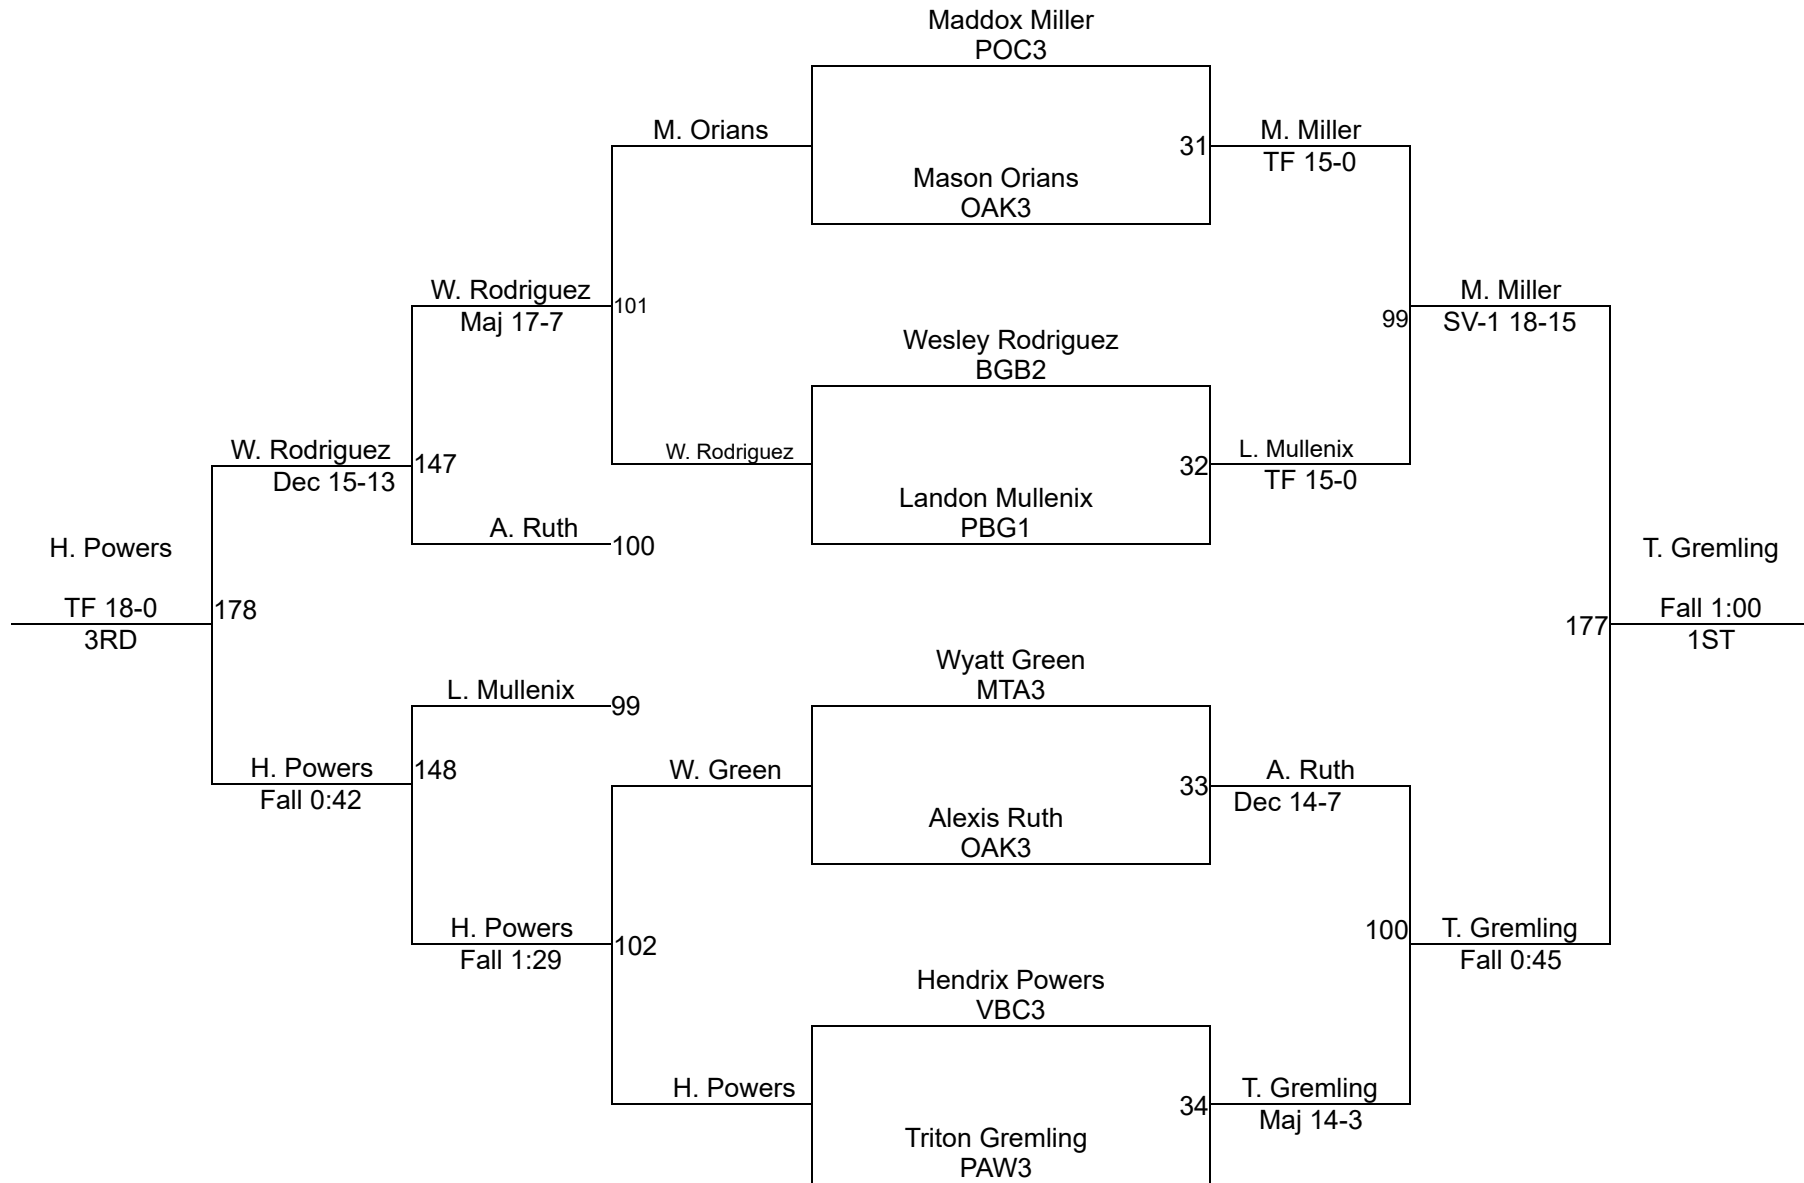 Maddox Miller
POC3
M. Orians
31
M. Miller
TF 15-0
Mason Orians
OAK3
W. Rodriguez
Maj 17-7
101
M. Miller
SV-1 18-15
99
Wesley Rodriguez
BGB2
W. Rodriguez
Dec 15-13
147
W. Rodriguez
32
L. Mullenix
TF 15-0
Landon Mullenix
PBG1
A. Ruth
100
H. Powers
T. Gremling
TF 18-0
3RD
178
177
Fall 1:00
1ST
Wyatt Green
MTA3
L. Mullenix
99
H. Powers
Fall 0:42
148
W. Green
33
A. Ruth
Dec 14-7
Alexis Ruth
OAK3
H. Powers
Fall 1:29
102
100
T. Gremling
Fall 0:45
Hendrix Powers
VBC3
H. Powers
34
T. Gremling
Maj 14-3
Triton Gremling
PAW3